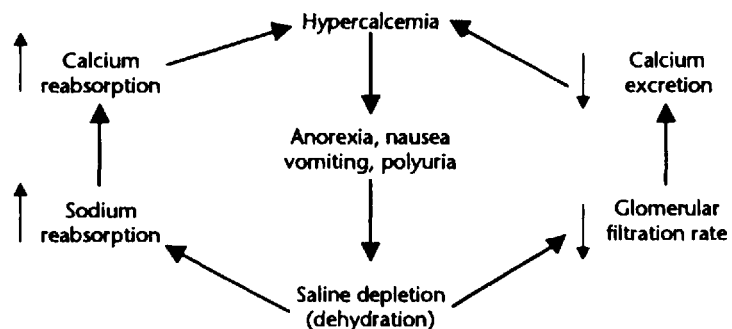 Hypercalcemia
Calcium
reabsorption
Calcium
excretion
Anorexia, nausea
vomiting, polyuria
Sodium
reabsorption
Glomerular
filtration rate
Saline depletion
(dehydration)